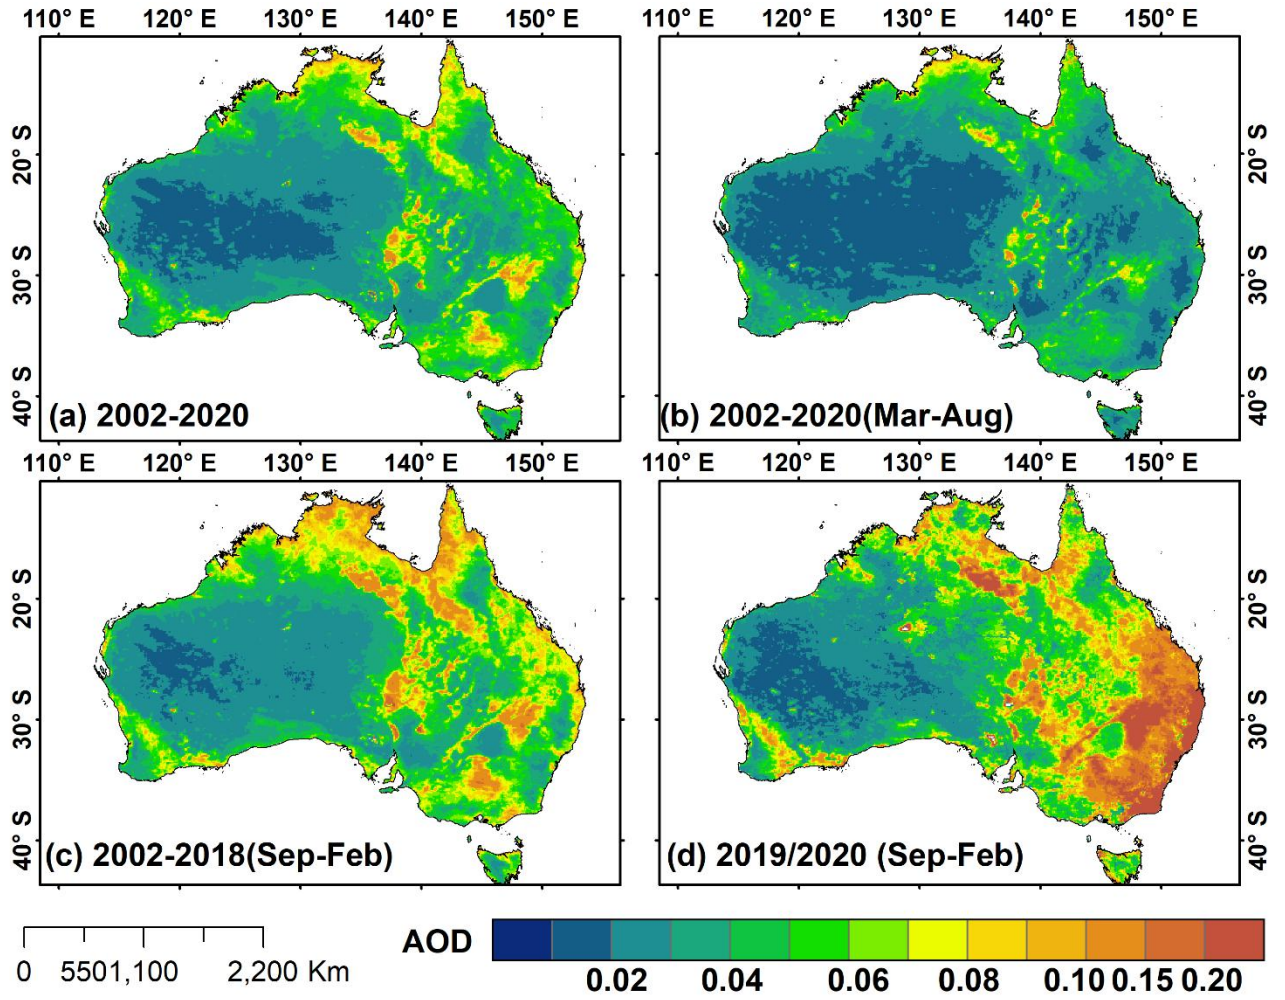 110° E 120° E 130° E 140° E 150° E 110° E 120° E 130° E 140° E 150° E
20° S 20° S
30° S 30° S
40° S 40° S
(a) 2002-2020 (b) 2002-2020(Mar-Aug)
110° E 120° E 130° E 140° E 150° E 110° E 120° E 130° E 140° E 150° E
20° S 20° S
30° S 30° S
40° S 40° S
(c) 2002-2018(Sep-Feb) (d) 2019/2020 (Sep-Feb)
AOD
0 5501,100 2,200 Km
0.02 0.04 0.06 0.08 0.10 0.15 0.20